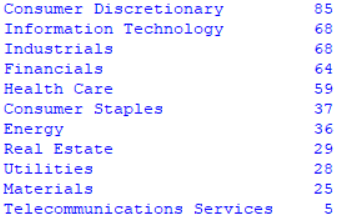 Consumer Discretionary 85
Information Technology 68
Industrials 68
Financials 64
Health Care 59
Consumer Staples 37
Energy 36
Real Estate 29
Utilities 28
Materials 25
Telecommunications Services 5